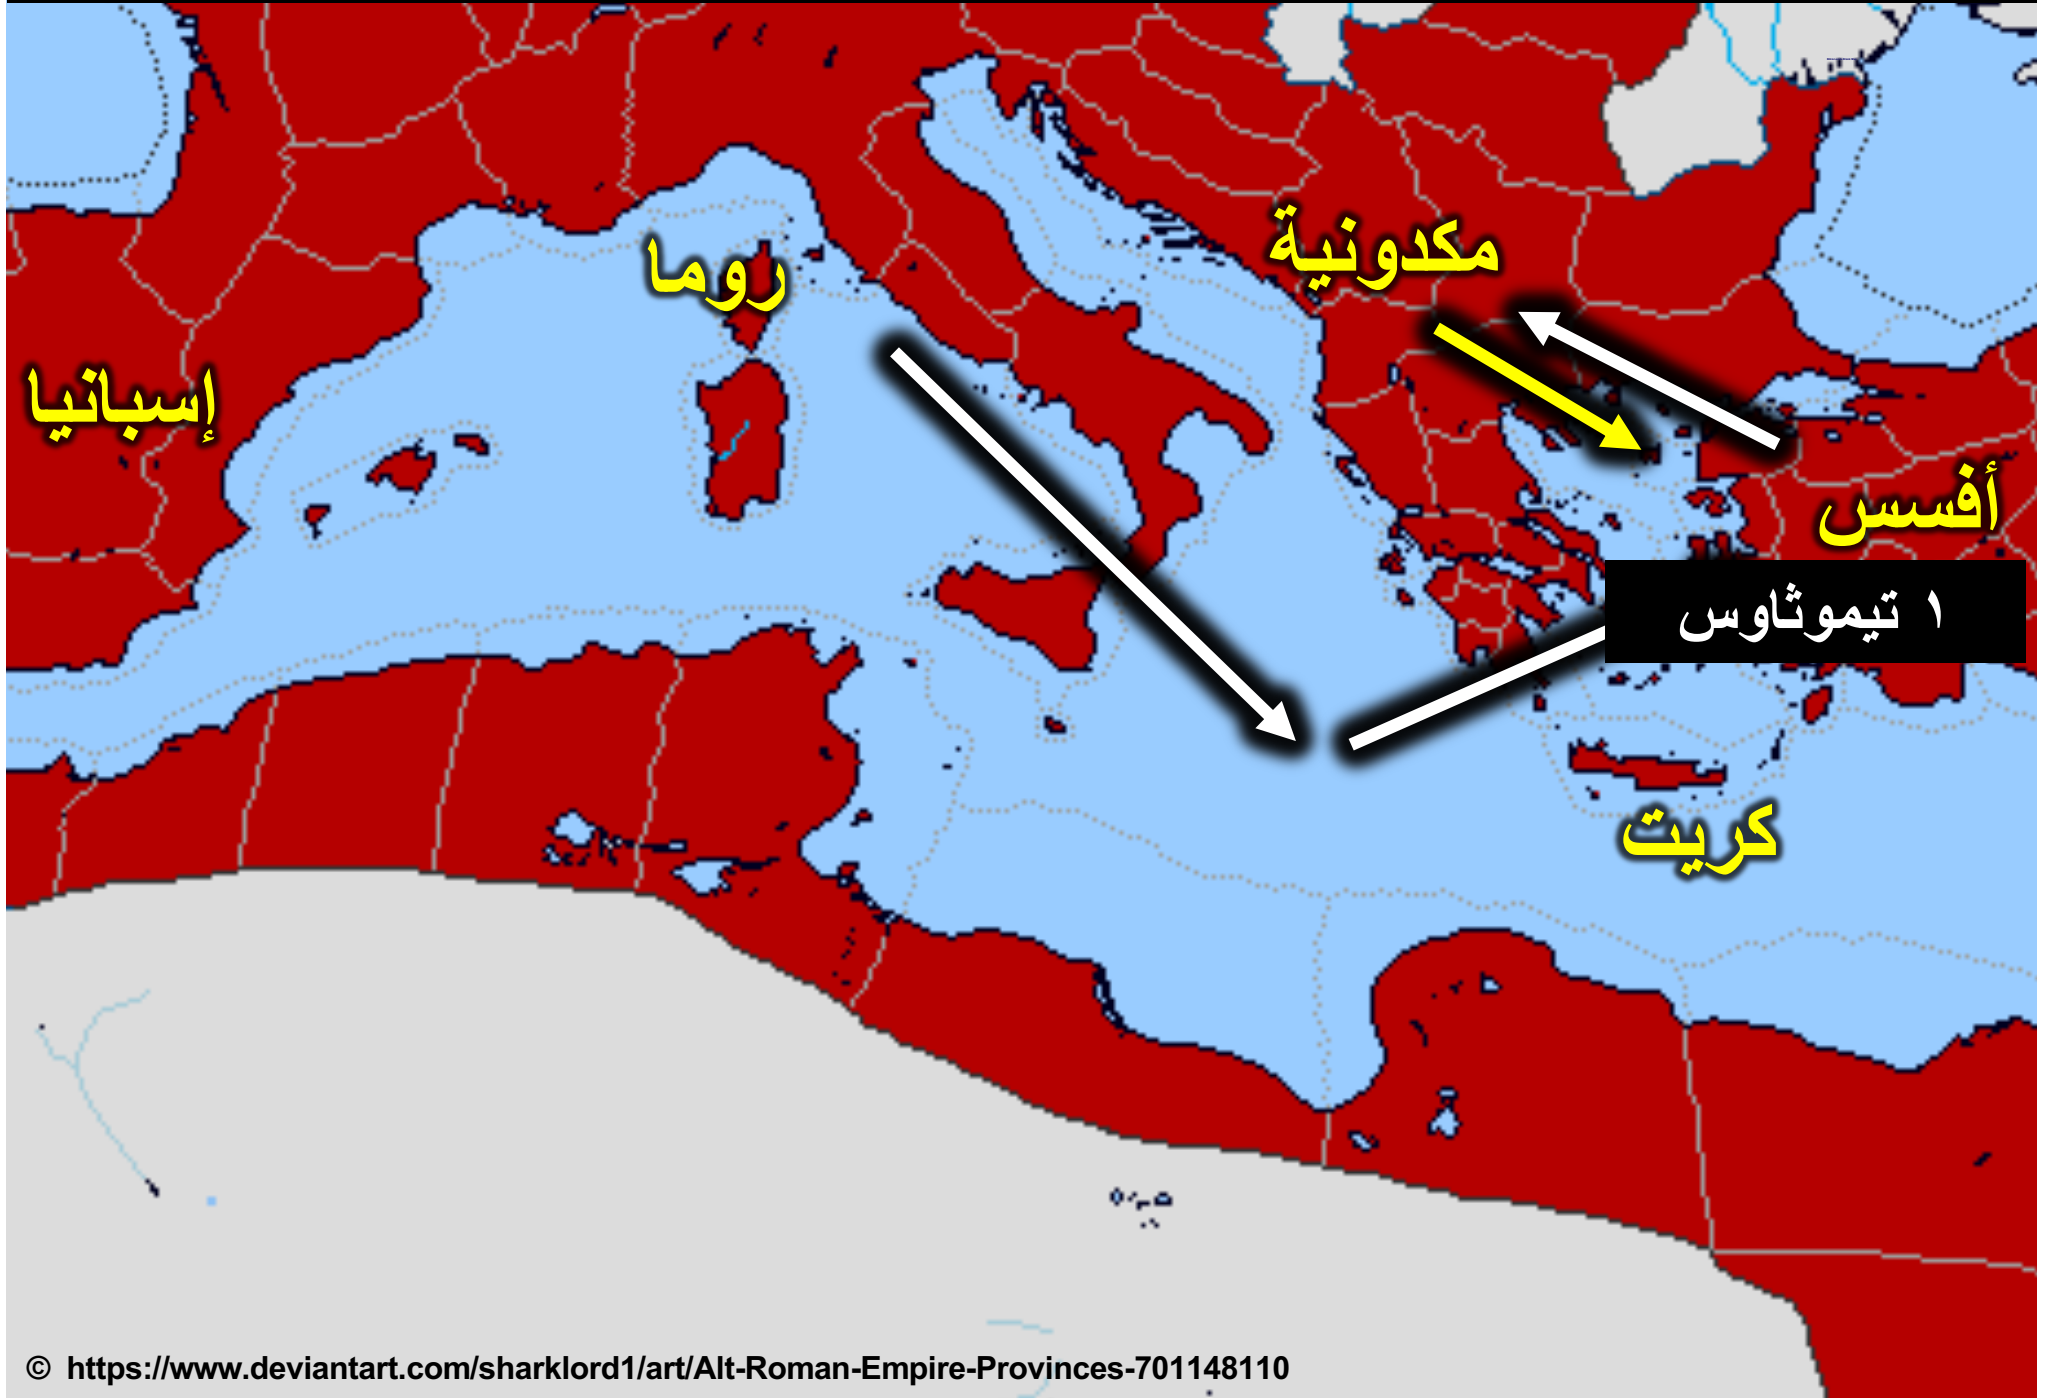 مكدونية
روما
إسبانيا
أفسس
١ تيموثاوس
كريت
© https://www.deviantart.com/sharklord1/art/Alt-Roman-Empire-Provinces-701148110